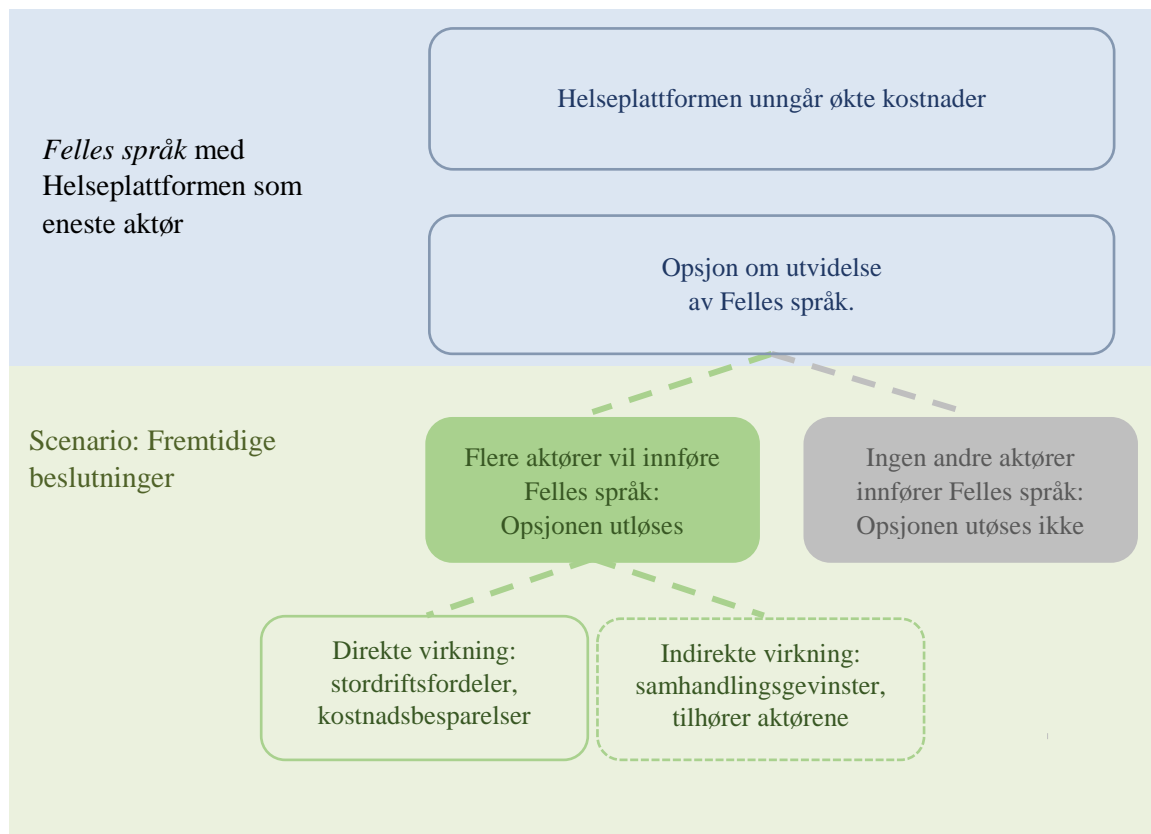 Helseplattformen unngår økte kostnader
Felles språk med
Helseplattformen som
eneste aktør
Opsjon om utvidelse
av Felles språk.
Scenario: Fremtidige
beslutninger
Flere aktører vil innføre
Felles språk:
Opsjonen utløses
Ingen andre aktører
innfører Felles språk:
Opsjonen utøses ikke
Direkte virkning:
stordriftsfordeler,
kostnadsbesparelser
Indirekte virkning:
samhandlingsgevinster,
tilhører aktørene